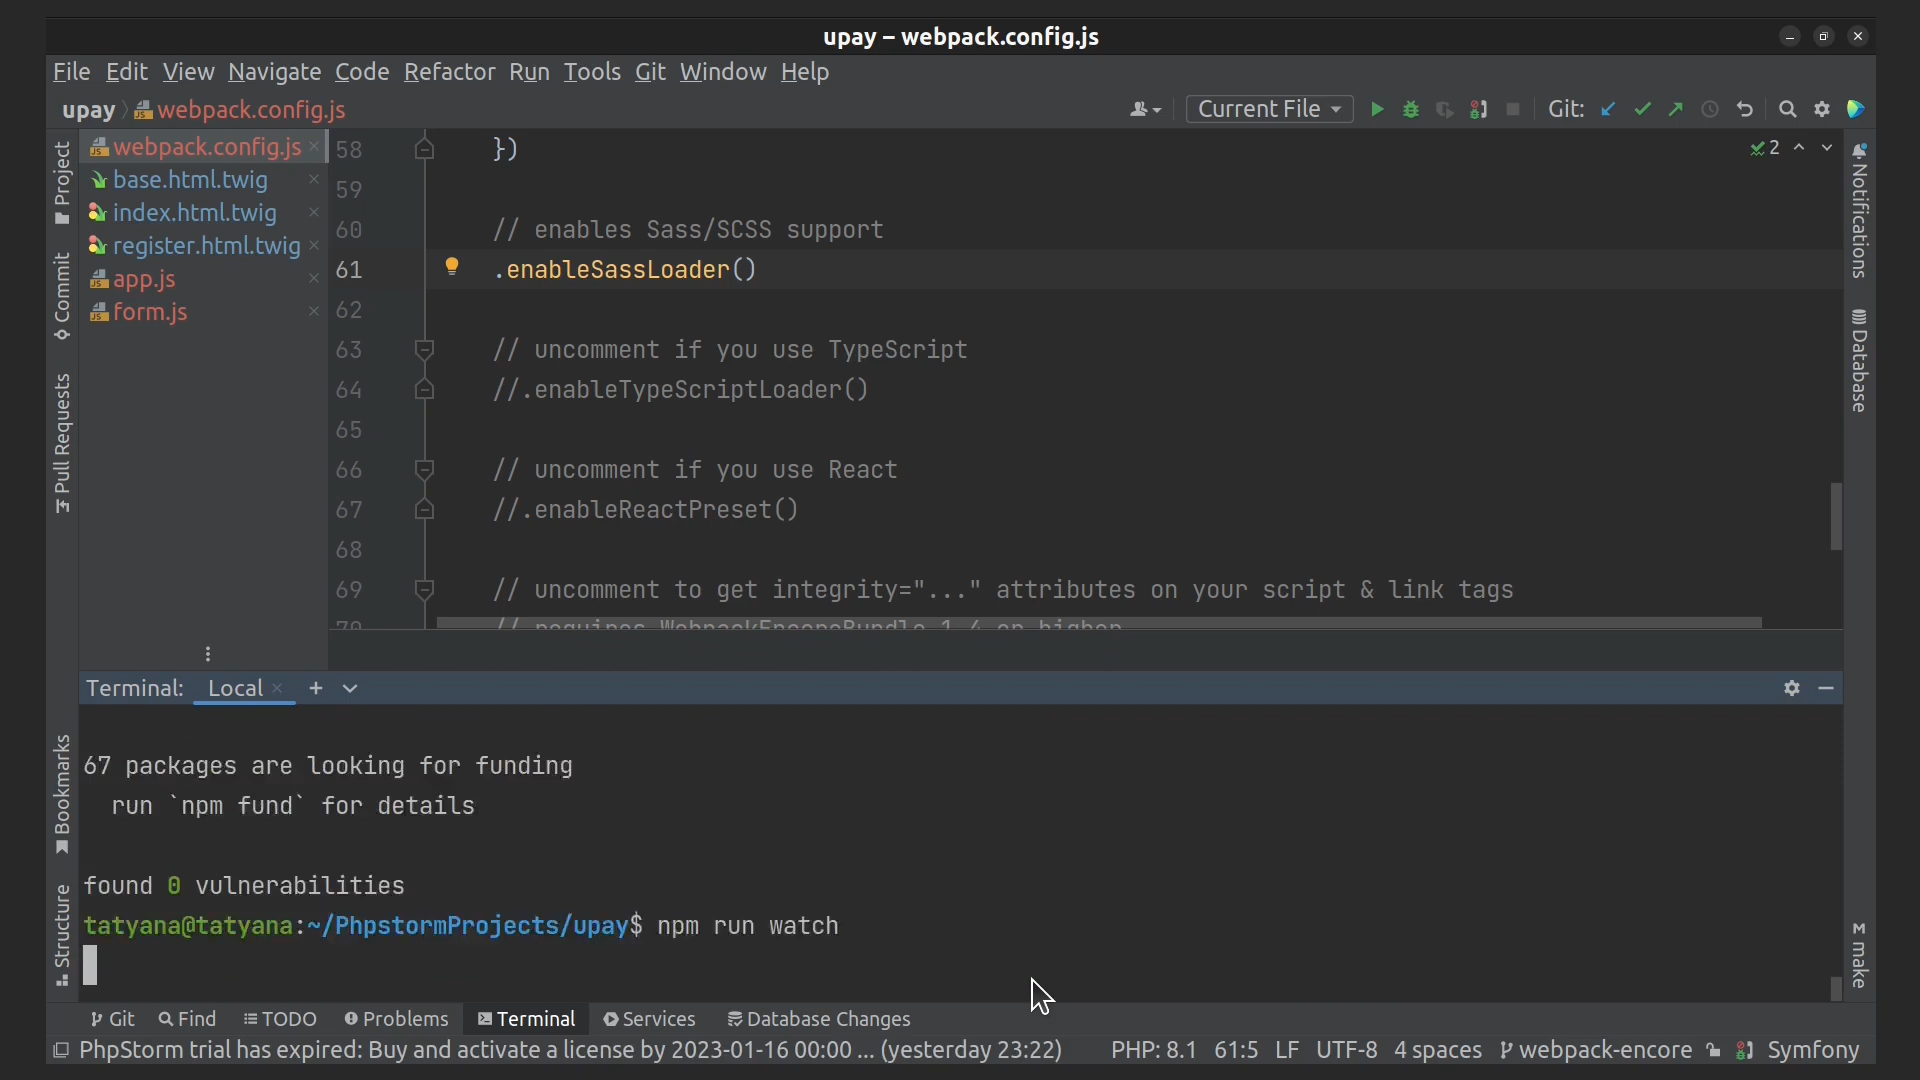 upay – webpack.config.js
File Edit View Navigate Code Refactor Run Tools Git Window Help
upay webpack.config.js Current File Git:
Project
Commit
Pull Requests
Bookmarks
Structure
webpack.config.js
base.html.twig
index.html.twig
register.html.twig
app.js
form.js
58 })
59
60 // enables Sass/SCSS support
61 .enableSassLoader()
62
63 // uncomment if you use TypeScript
64 //.enableTypeScriptLoader()
65
66 // uncomment if you use React
67 //.enableReactPreset()
68
69 // uncomment to get integrity="..." attributes on your script & link tags
70 // requires WebpackEncoreBundle 1.4 or higher
2
Notifications
Database
make
Terminal: Local
67 packages are looking for funding
run `npm fund` for details
found 0 vulnerabilities
tatyana@tatyana:~/PhpstormProjects/upay$ npm run watch
Git Find TODO Problems Terminal Services Database Changes
PhpStorm trial has expired: Buy and activate a license by 2023-01-16 00:00 ... (yesterday 23:22) PHP: 8.1 61:5 LF UTF-8 4 spaces webpack-encore Symfony